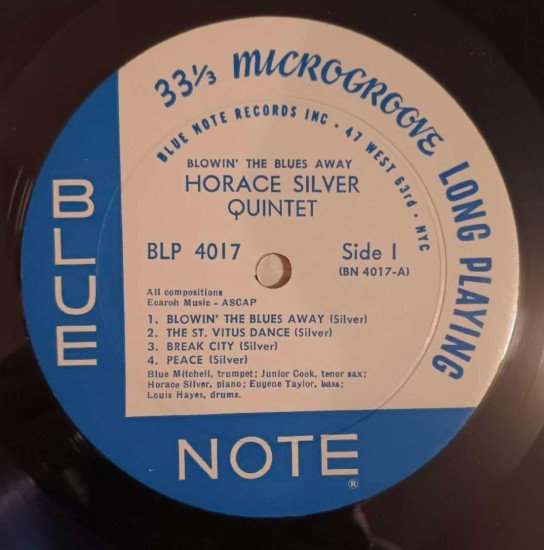 33⅓ MICROGROOVE LONG PLAYING
BLUE NOTE RECORDS INC • 47 WEST 63rd • NYC
BLOWIN' THE BLUES AWAY
HORACE SILVER
QUINTET
BLP 4017
Side 1
(BN 4017-A)
All compositions
Ecaroh Music - ASCAP
1. BLOWIN' THE BLUES AWAY (Silver)
2. THE ST. VITUS DANCE (Silver)
3. BREAK CITY (Silver)
4. PEACE (Silver)
Blue Mitchell, trumpet; Junior Cook, tenor sax;
Horace Silver, piano; Eugene Taylor, bass;
Louis Hayes, drums.
BLUE
NOTE®